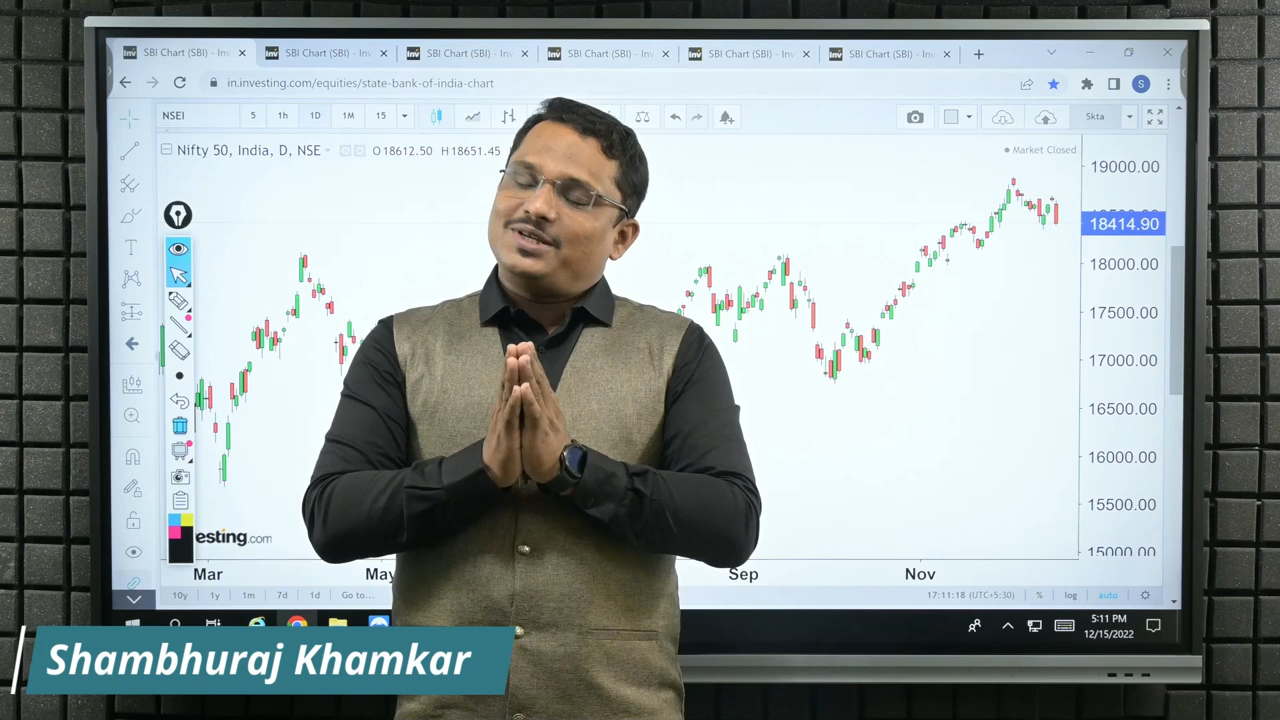 SBI Chart (SBI) - Inv
SBI Chart (SBI) - Inv
SBI Chart (SBI) - Inv
SBI Chart (SBI) - Inv
SBI Chart (SBI) - Inv
SBI Chart (SBI) - Inv
in.investing.com/equities/state-bank-of-india-chart
S
NSEI 5 1h 1D 1M 15
5kta
Nifty 50, India, D, NSE O18612.50 H18651.45
Market Closed
19000.00
18414.90
18000.00
17500.00
17000.00
16500.00
16000.00
15500.00
15000.00
esting.com
Mar May Sep Nov
10y 1y 1m 7d 1d Go to...
17:11:18 (UTC+5:30) % log auto
5:11 PM
12/15/2022
Shambhuraj Khamkar